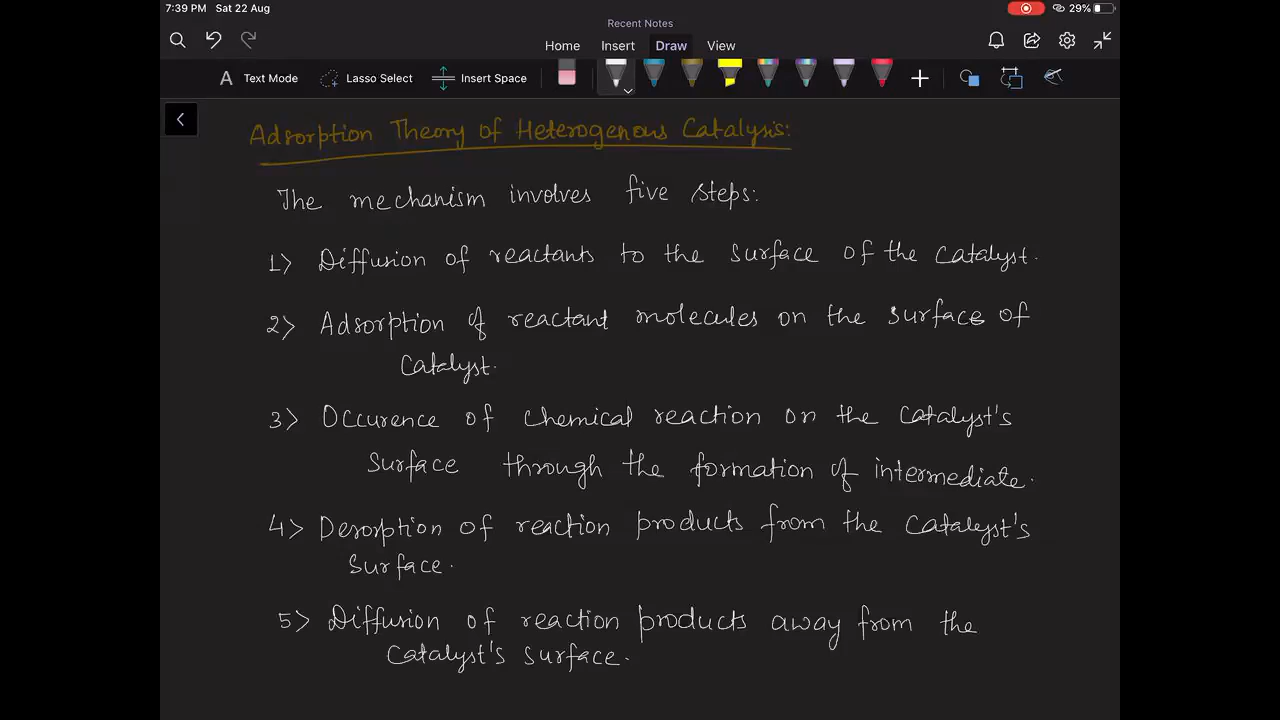 7:39 PM Sat 22 Aug
29%
Recent Notes
Home Insert Draw View
Text Mode Lasso Select Insert Space
Adsorption Theory of Heterogenous Catalysis:
The mechanism involves five steps:
1> Diffusion of reactants to the surface of the catalyst.
2> Adsorption of reactant molecules on the surface of
Catalyst.
3> Occurence of chemical reaction on the catalyst's
surface through the formation of intermediate.
4> Desorption of reaction products from the catalyst's
surface.
5> Diffusion of reaction products away from the
catalyst's surface.